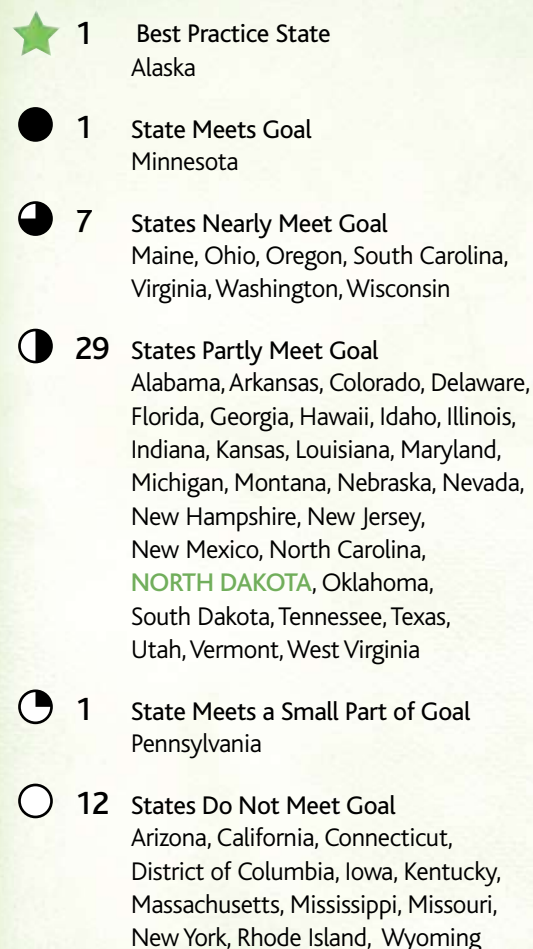 1 Best Practice State
Alaska
1 State Meets Goal
Minnesota
7 States Nearly Meet Goal
Maine, Ohio, Oregon, South Carolina,
Virginia, Washington, Wisconsin
29 States Partly Meet Goal
Alabama, Arkansas, Colorado, Delaware,
Florida, Georgia, Hawaii, Idaho, Illinois,
Indiana, Kansas, Louisiana, Maryland,
Michigan, Montana, Nebraska, Nevada,
New Hampshire, New Jersey,
New Mexico, North Carolina,
NORTH DAKOTA, Oklahoma,
South Dakota, Tennessee, Texas,
Utah, Vermont, West Virginia
1 State Meets a Small Part of Goal
Pennsylvania
12 States Do Not Meet Goal
Arizona, California, Connecticut,
District of Columbia, Iowa, Kentucky,
Massachusetts, Mississippi, Missouri,
New York, Rhode Island, Wyoming